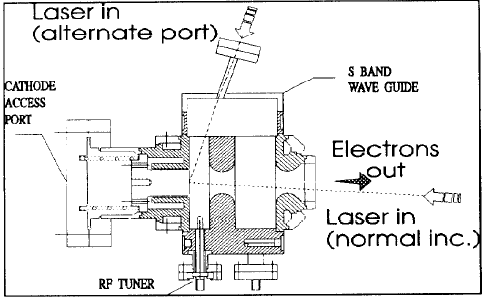 Laser in
(alternate port)
S BAND
WAVE GUIDE
CATHODE
ACCESS
PORT
Electrons
out
Laser in
(normal inc.)
RF TUNER